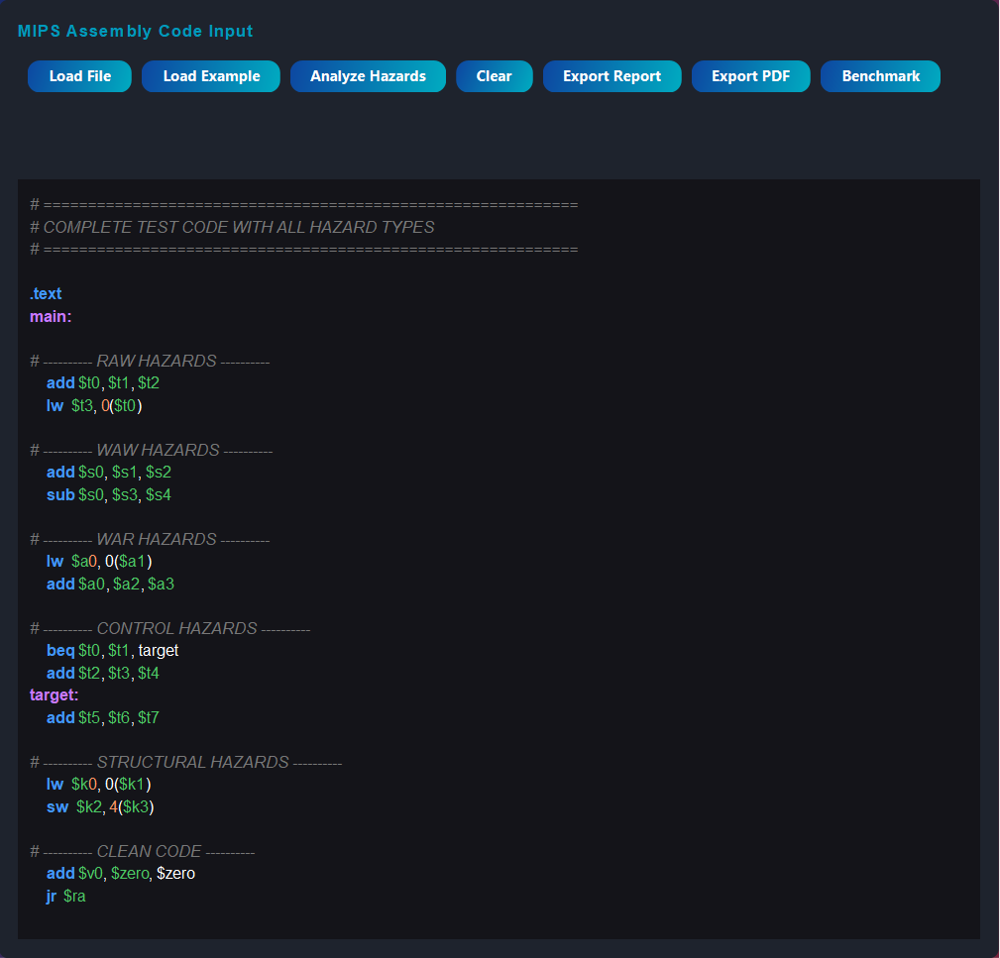 MIPS Assembly Code Input
Load File Load Example Analyze Hazards Clear Export Report Export PDF Benchmark
# ============================================================
# COMPLETE TEST CODE WITH ALL HAZARD TYPES
# ============================================================
.text
main:
# ---------- RAW HAZARDS ----------
add $t0, $t1, $t2
lw $t3, 0($t0)
# ---------- WAW HAZARDS ----------
add $s0, $s1, $s2
sub $s0, $s3, $s4
# ---------- WAR HAZARDS ----------
lw $a0, 0($a1)
add $a0, $a2, $a3
# ---------- CONTROL HAZARDS ----------
beq $t0, $t1, target
add $t2, $t3, $t4
target:
add $t5, $t6, $t7
# ---------- STRUCTURAL HAZARDS ----------
lw $k0, 0($k1)
sw $k2, 4($k3)
# ---------- CLEAN CODE ----------
add $v0, $zero, $zero
jr $ra